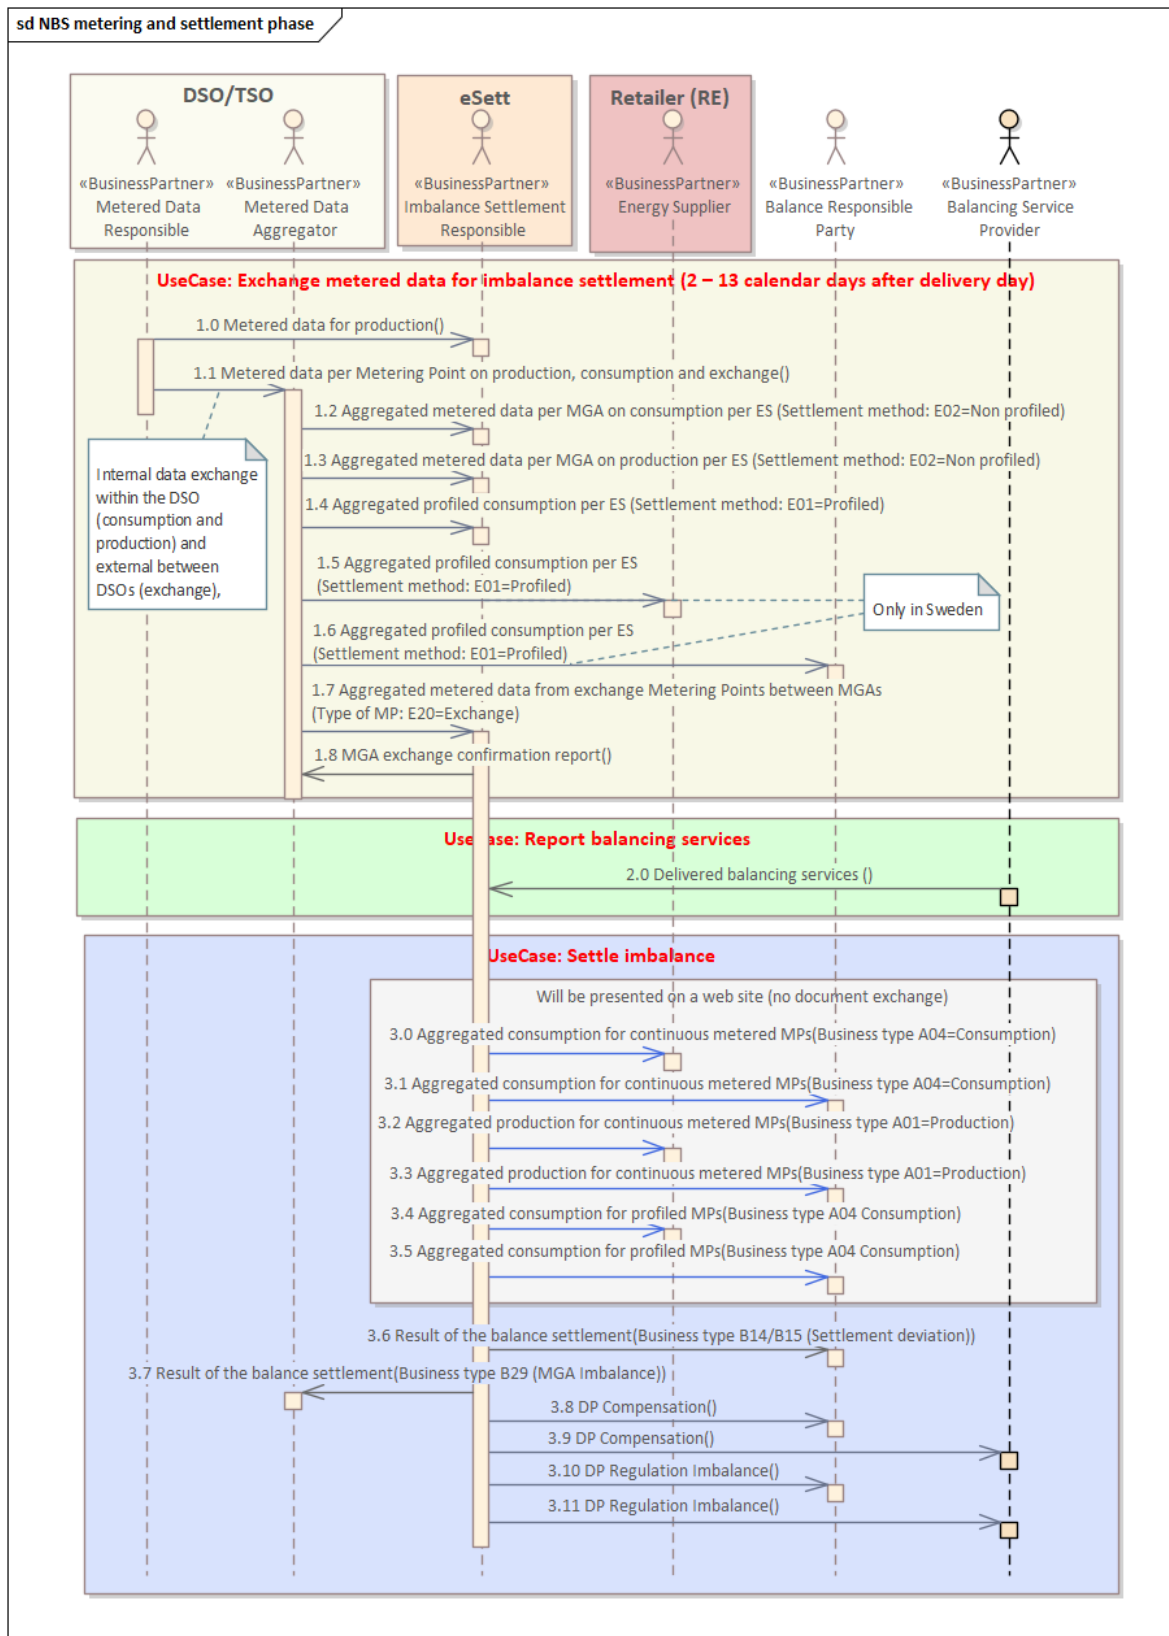 sd NBS metering and settlement phase
DSO/TSO
eSett
Retailer (RE)
«BusinessPartner»
Metered Data
Responsible
«BusinessPartner»
Metered Data
Aggregator
«BusinessPartner»
Imbalance Settlement
Responsible
«BusinessPartner»
Energy Supplier
«BusinessPartner»
Balance Responsible
Party
«BusinessPartner»
Balancing Service
Provider
UseCase: Exchange metered data for imbalance settlement (2 – 13 calendar days after delivery day)
1.0 Metered data for production()
1.1 Metered data per Metering Point on production, consumption and exchange()
1.2 Aggregated metered data per MGA on consumption per ES (Settlement method: E02=Non profiled)
Internal data exchange
within the DSO
(consumption and
production) and
external between
DSOs (exchange),
1.3 Aggregated metered data per MGA on production per ES (Settlement method: E02=Non profiled)
1.4 Aggregated profiled consumption per ES (Settlement method: E01=Profiled)
1.5 Aggregated profiled consumption per ES
(Settlement method: E01=Profiled)
Only in Sweden
1.6 Aggregated profiled consumption per ES
(Settlement method: E01=Profiled)
1.7 Aggregated metered data from exchange Metering Points between MGAs
(Type of MP: E20=Exchange)
1.8 MGA exchange confirmation report()
UseCase: Report balancing services
2.0 Delivered balancing services ()
UseCase: Settle imbalance
Will be presented on a web site (no document exchange)
3.0 Aggregated consumption for continuous metered MPs(Business type A04=Consumption)
3.1 Aggregated consumption for continuous metered MPs(Business type A04=Consumption)
3.2 Aggregated production for continuous metered MPs(Business type A01=Production)
3.3 Aggregated production for continuous metered MPs(Business type A01=Production)
3.4 Aggregated consumption for profiled MPs(Business type A04 Consumption)
3.5 Aggregated consumption for profiled MPs(Business type A04 Consumption)
3.6 Result of the balance settlement(Business type B14/B15 (Settlement deviation))
3.7 Result of the balance settlement(Business type B29 (MGA Imbalance))
3.8 DP Compensation()
3.9 DP Compensation()
3.10 DP Regulation Imbalance()
3.11 DP Regulation Imbalance()